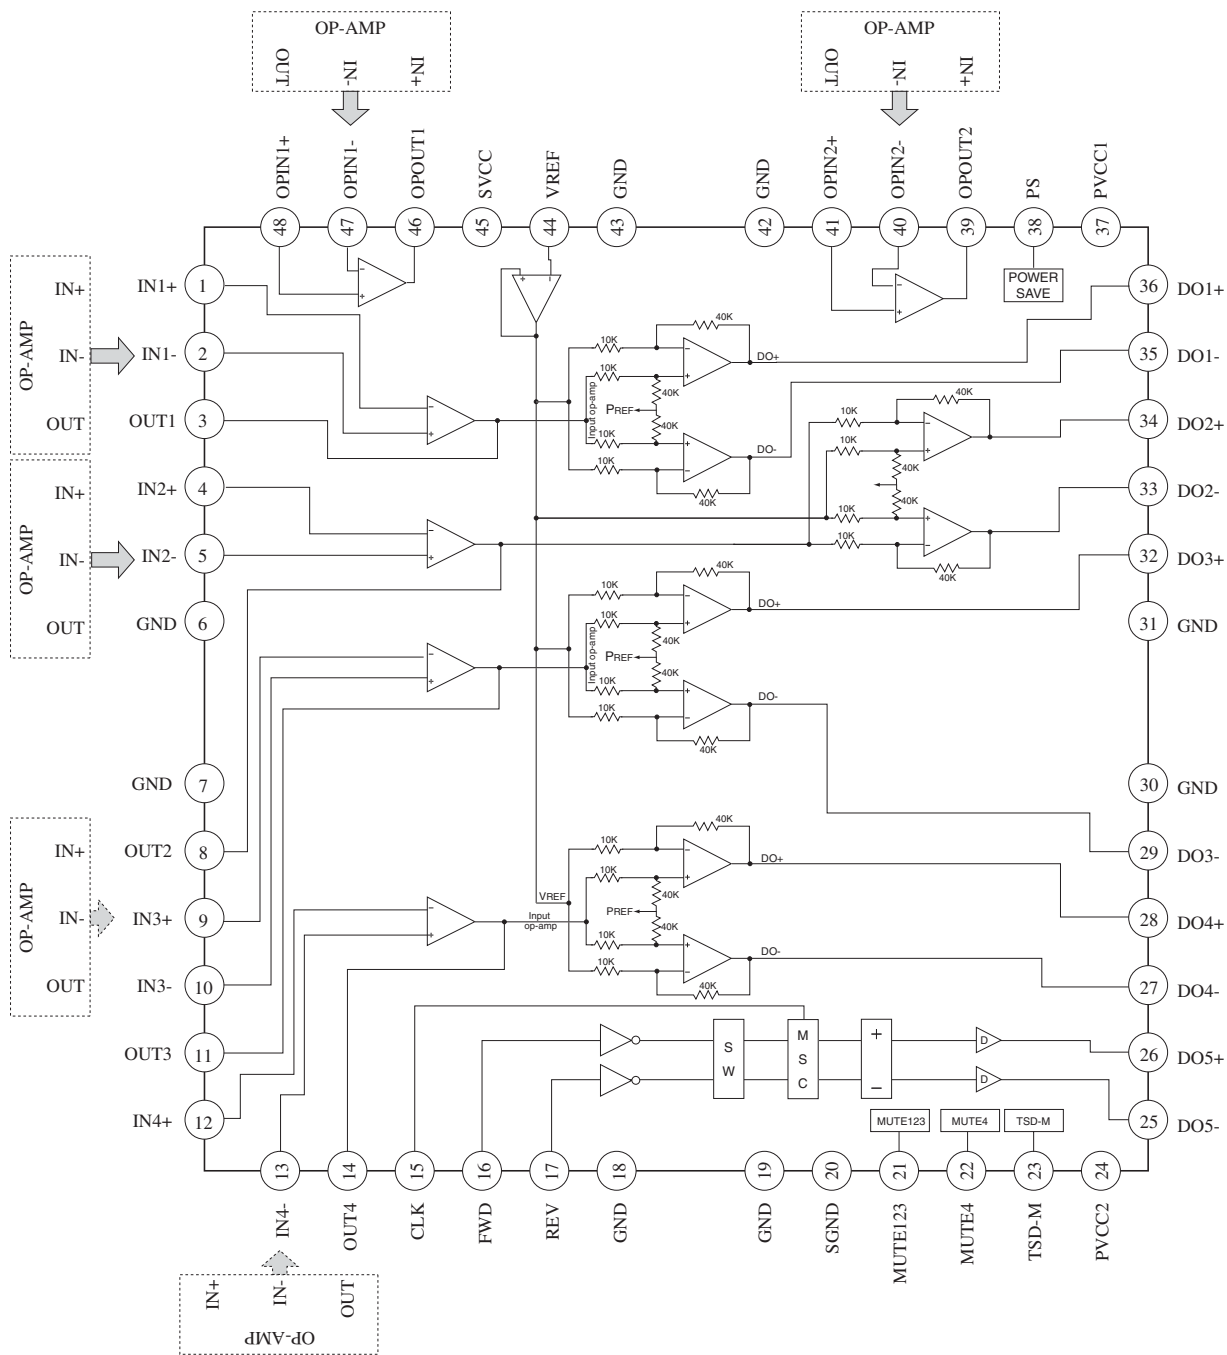 OP-AMP
OUT
IN-
IN+
OP-AMP
OUT
IN-
IN+
OPIN1+
OPIN1-
OPOUT1
SVCC
VREF
GND
GND
OPIN2+
OPIN2-
OPOUT2
PS
PVCC1
48
47
46
45
44
43
42
41
40
39
38
37
OP-AMP
IN+
IN-
OUT
OP-AMP
IN+
IN-
OUT
OP-AMP
IN+
IN-
OUT
IN1+
1
IN1-
2
OUT1
3
IN2+
4
IN2-
5
GND
6
GND
7
OUT2
8
IN3+
9
IN3-
10
OUT3
11
IN4+
12
- +
+ -
- +
POWER
SAVE
- +
10K
40K
- +
DO+
10K
40K
Input op-amp
PREF
40K
10K
+ -
DO-
10K
40K
- +
10K
40K
- +
10K
40K
40K
10K
+ -
10K
40K
- +
10K
40K
- +
DO+
10K
40K
Input op-amp
PREF
40K
10K
+ -
DO-
10K
40K
- +
10K
40K
- +
DO+
VREF
10K
40K
Input
op-amp
PREF
40K
10K
+ -
DO-
10K
40K
S
W
M
S
C
+
-
D
D
MUTE123
MUTE4
TSD-M
36
DO1+
35
DO1-
34
DO2+
33
DO2-
32
DO3+
31
GND
30
GND
29
DO3-
28
DO4+
27
DO4-
26
DO5+
25
DO5-
13
14
15
16
17
18
19
20
21
22
23
24
IN4-
OUT4
CLK
FWD
REV
GND
GND
SGND
MUTE123
MUTE4
TSD-M
PVCC2
IN+
IN-
OUT
OP-AMP